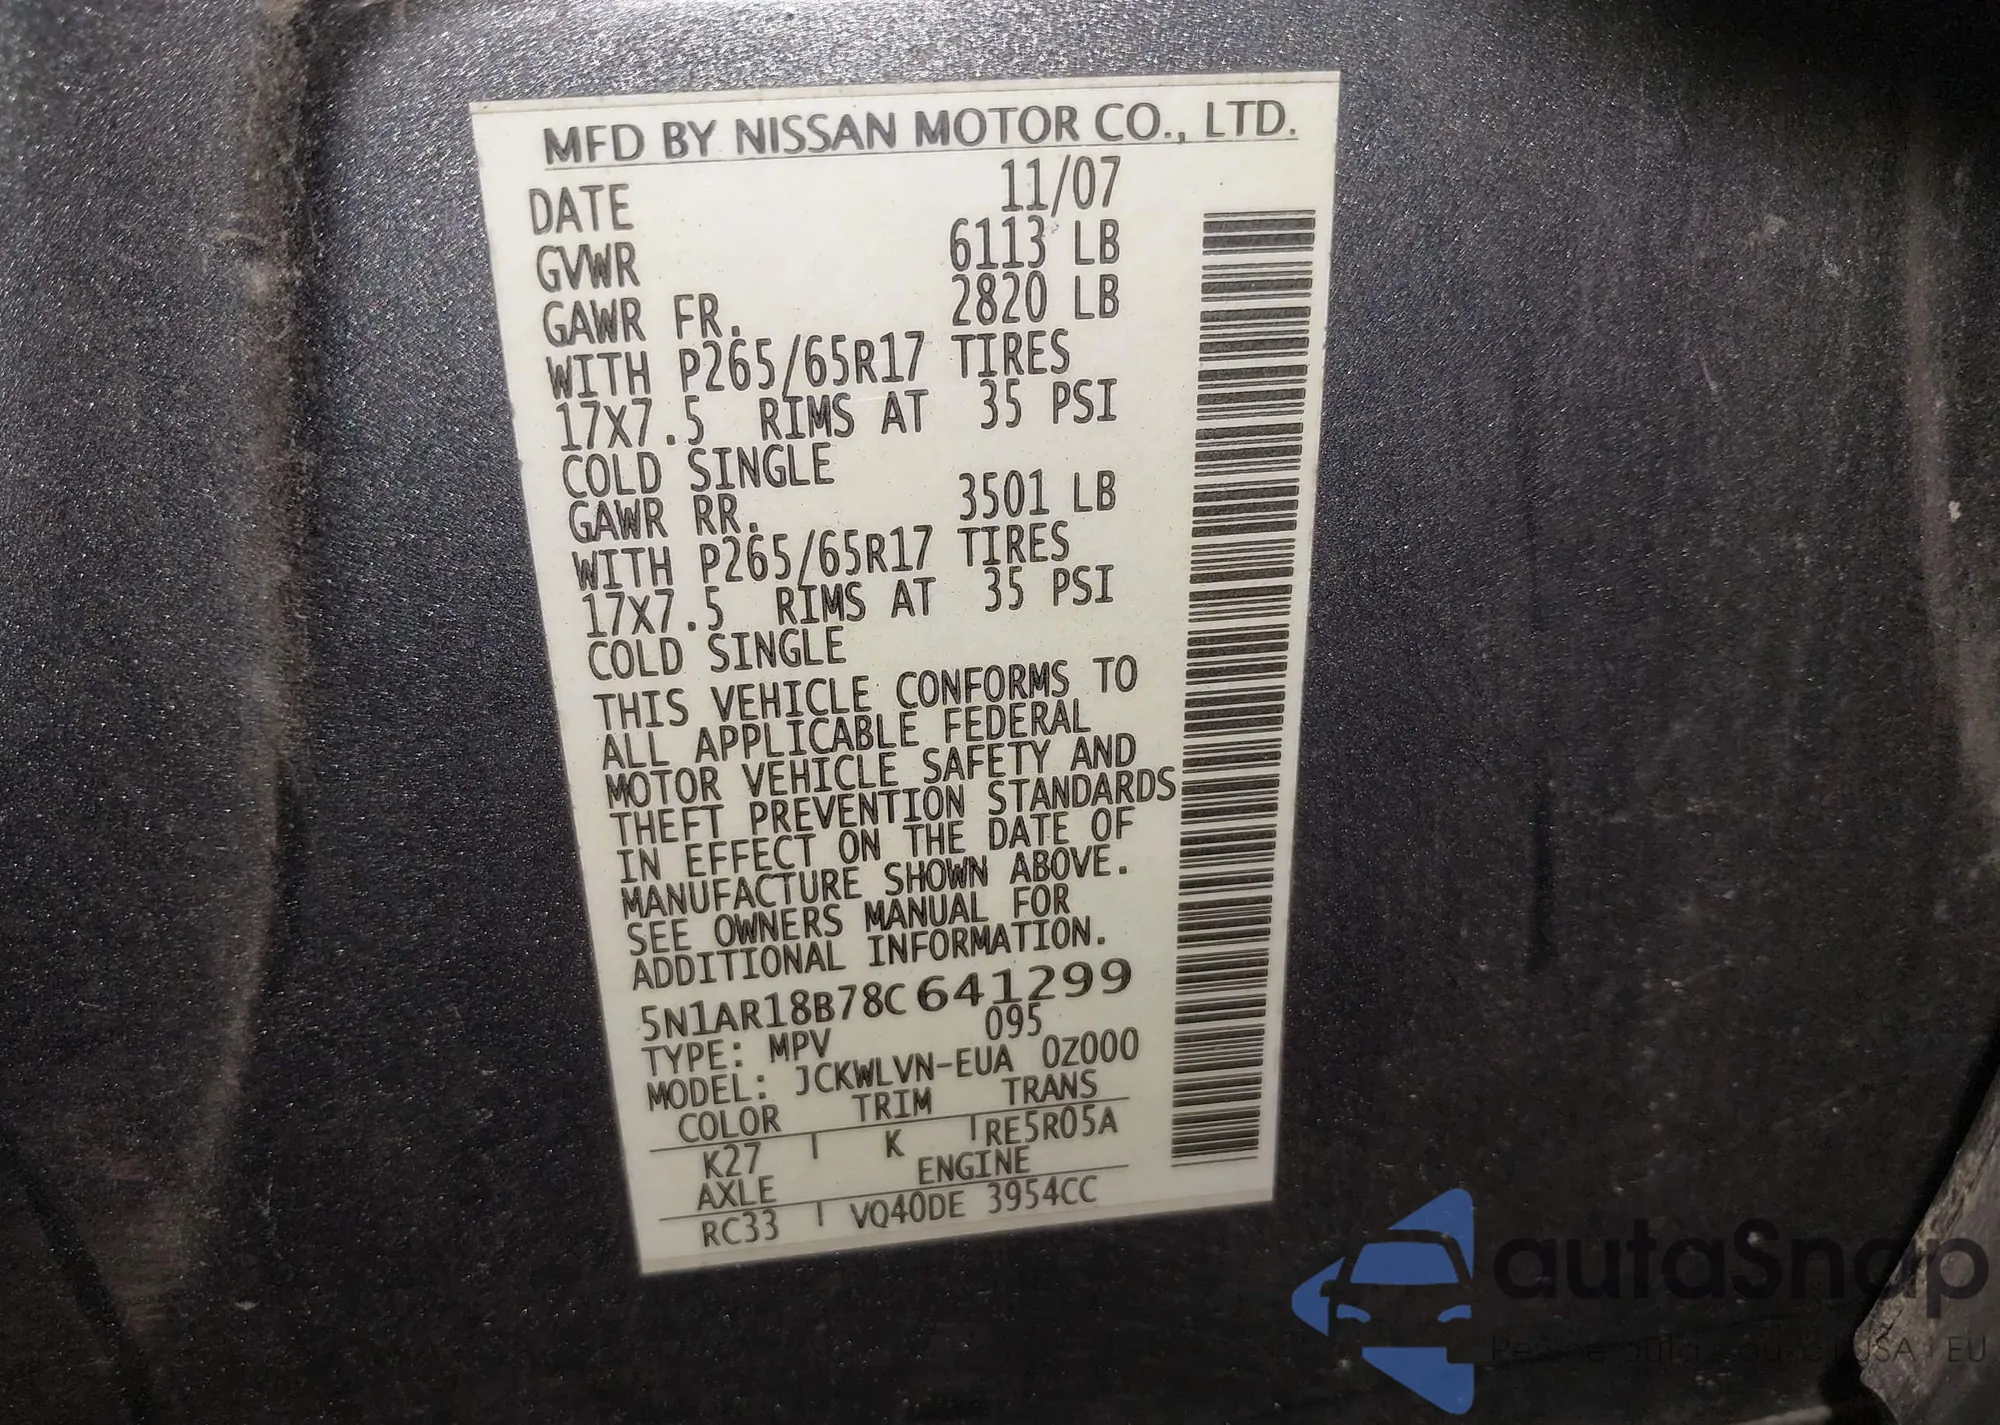 MFD BY NISSAN MOTOR CO., LTD.
DATE 11/07
GVWR 6113 LB
GAWR FR. 2820 LB
WITH P265/65R17 TIRES
17X7.5 RIMS AT 35 PSI
COLD SINGLE
GAWR RR. 3501 LB
WITH P265/65R17 TIRES
17X7.5 RIMS AT 35 PSI
COLD SINGLE
THIS VEHICLE CONFORMS TO
ALL APPLICABLE FEDERAL
MOTOR VEHICLE SAFETY AND
THEFT PREVENTION STANDARDS
IN EFFECT ON THE DATE OF
MANUFACTURE SHOWN ABOVE.
SEE OWNERS MANUAL FOR
ADDITIONAL INFORMATION.
5N1AR18B78C641299
TYPE: MPV 095
MODEL: JCKWLVN-EUA 0Z000
COLOR TRIM TRANS
K27 K RE5R05A
AXLE ENGINE
RC33 VQ40DE 3954CC
autaSnap
USA EU